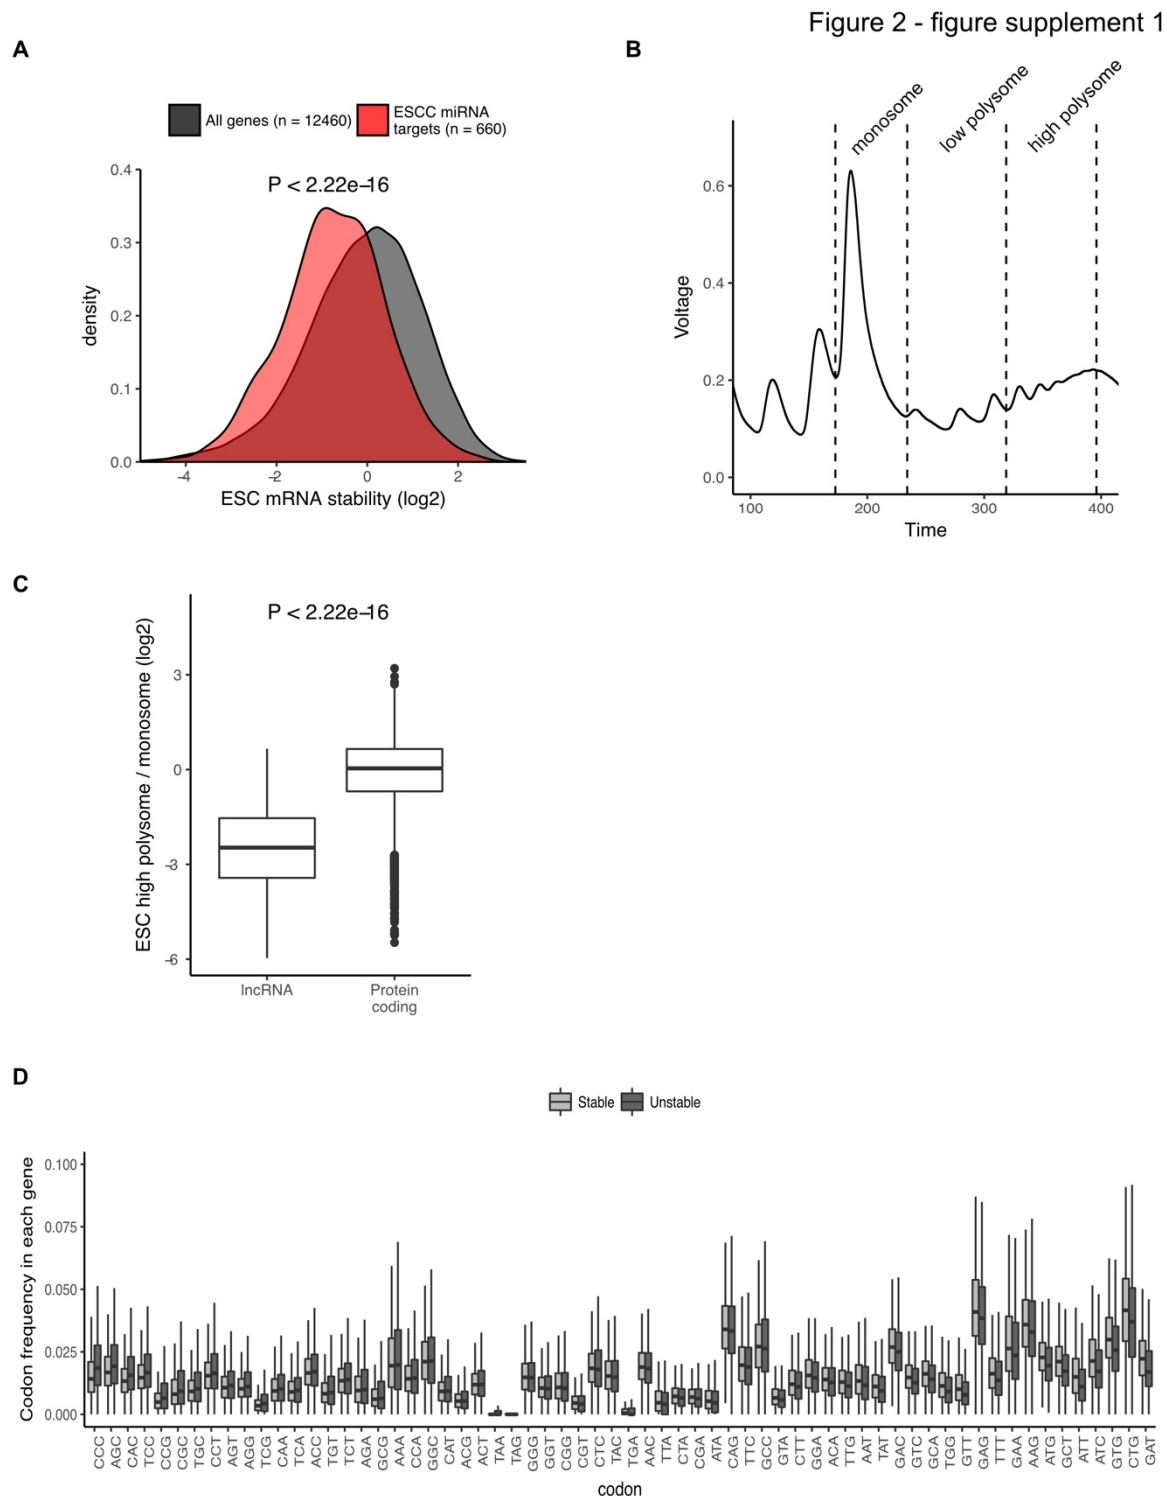 Figure 2 - figure supplement 1
A
All genes (n = 12460)
ESCC miRNA
targets (n = 660)
P < 2.22e-16
0.4
0.3
0.2
0.1
0.0
density
-4
-2
0
2
ESC mRNA stability (log2)
B
monosome
low polysome
high polysome
0.6
0.4
0.2
0.0
Voltage
100
200
300
400
Time
C
P < 2.22e-16
3
0
-3
-6
ESC high polysome / monosome (log2)
lncRNA
Protein
coding
D
Stable
Unstable
0.100
0.075
0.050
0.025
0.000
Codon frequency in each gene
CCC
AGC
CAC
TCC
CCG
CGC
TGC
CCT
AGT
AGG
TCG
CAA
TCA
ACC
TGT
TCT
AGA
GCG
AAA
CCA
GGC
CAT
ACG
ACT
TAA
TAG
GGG
GGT
CGG
CGT
CTC
TAC
TGA
AAC
TTA
CTA
CGA
ATA
CAG
TTC
GCC
GTA
CTT
GGA
ACA
TTG
AAT
TAT
GAC
GTC
GCA
TGG
GTT
GAG
TTT
GAA
AAG
ATG
GCT
ATT
ATC
GTG
CTG
GAT
codon